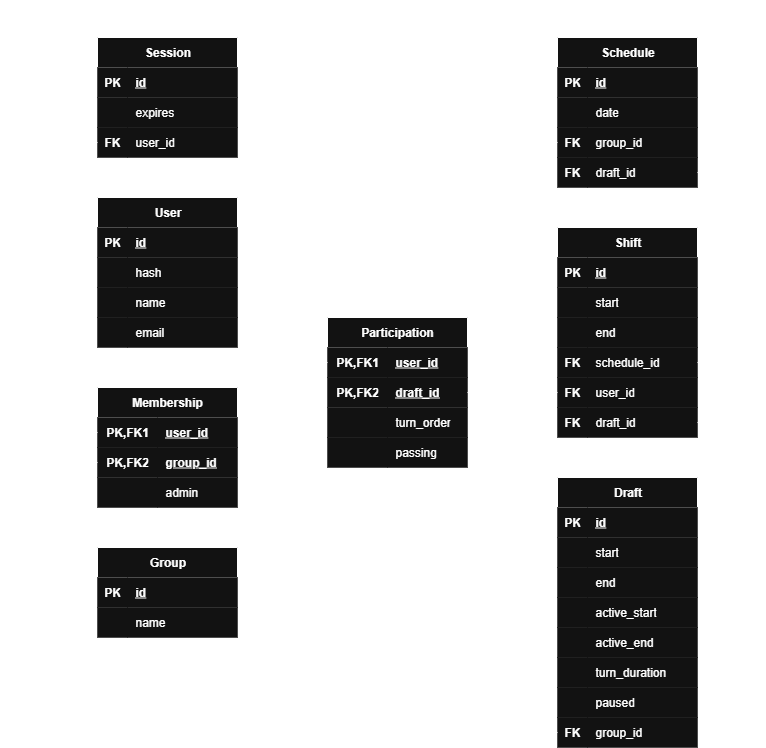 Session
PK id
expires
FK user_id
User
PK id
hash
name
email
Membership
PK,FK1 user_id
PK,FK2 group_id
admin
Group
PK id
name
Participation
PK,FK1 user_id
PK,FK2 draft_id
turn_order
passing
Schedule
PK id
date
FK group_id
FK draft_id
Shift
PK id
start
end
FK schedule_id
FK user_id
FK draft_id
Draft
PK id
start
end
active_start
active_end
turn_duration
paused
FK group_id